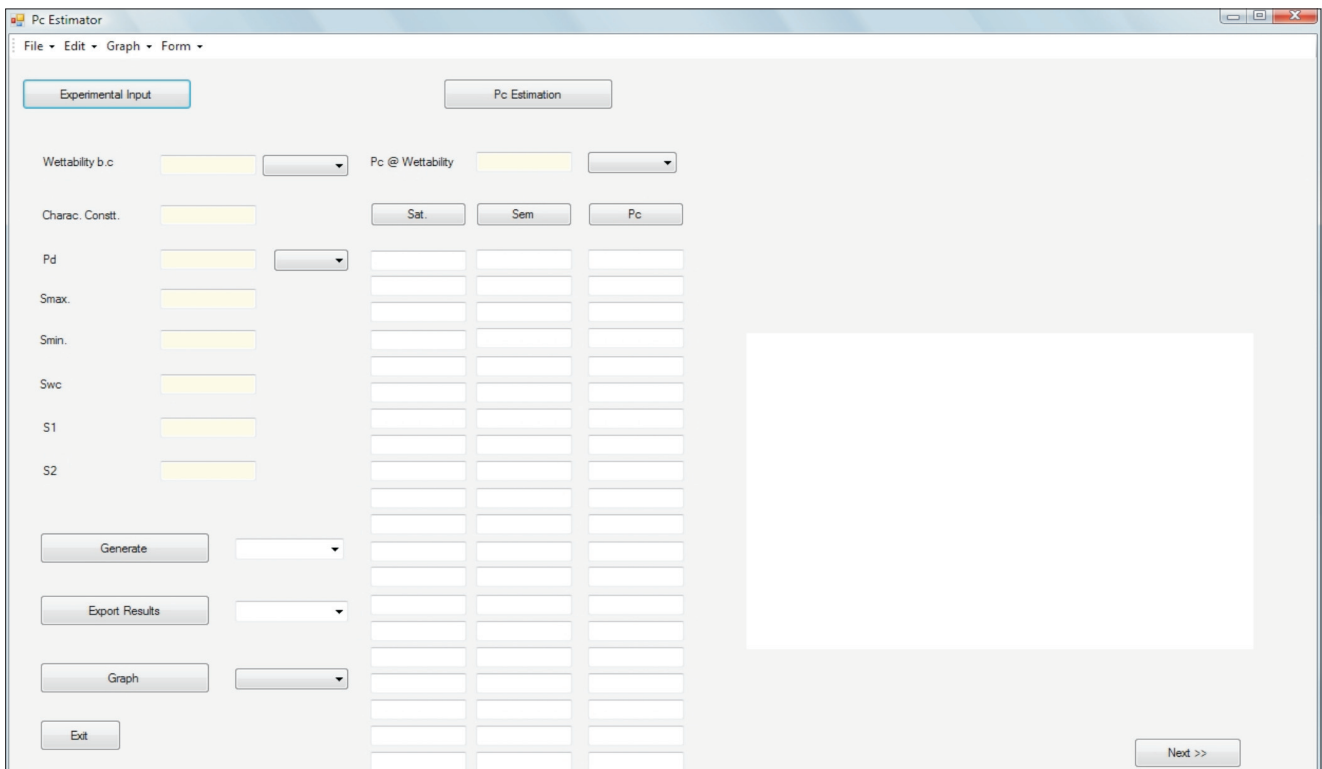 Pc Estimator
File Edit Graph Form
Experimental Input Pc Estimation
Wettability b.c Pc @ Wettability
Charac. Constt. Sat. Sem Pc
Pd
Smax.
Smin.
Swc
S1
S2
Generate
Export Results
Graph
Exit
Next >>